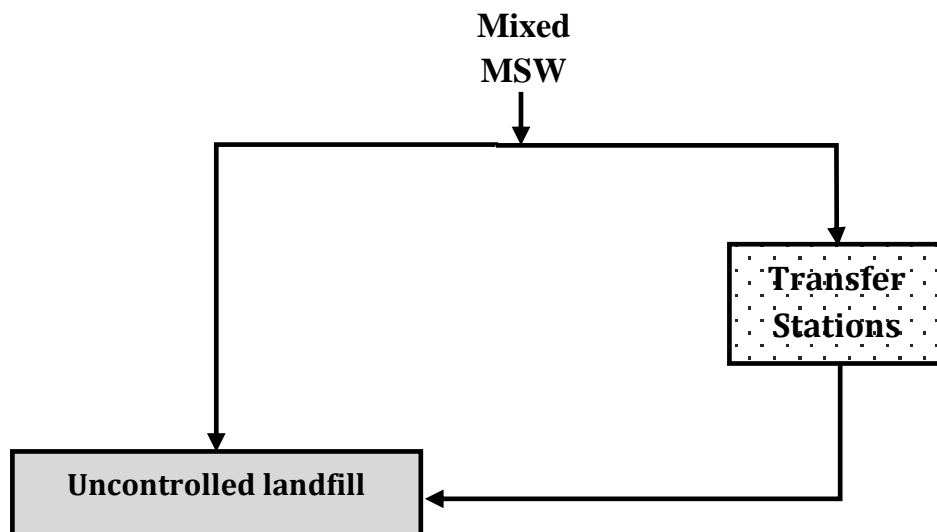 Mixed
MSW
Transfer
Stations
Uncontrolled landfill